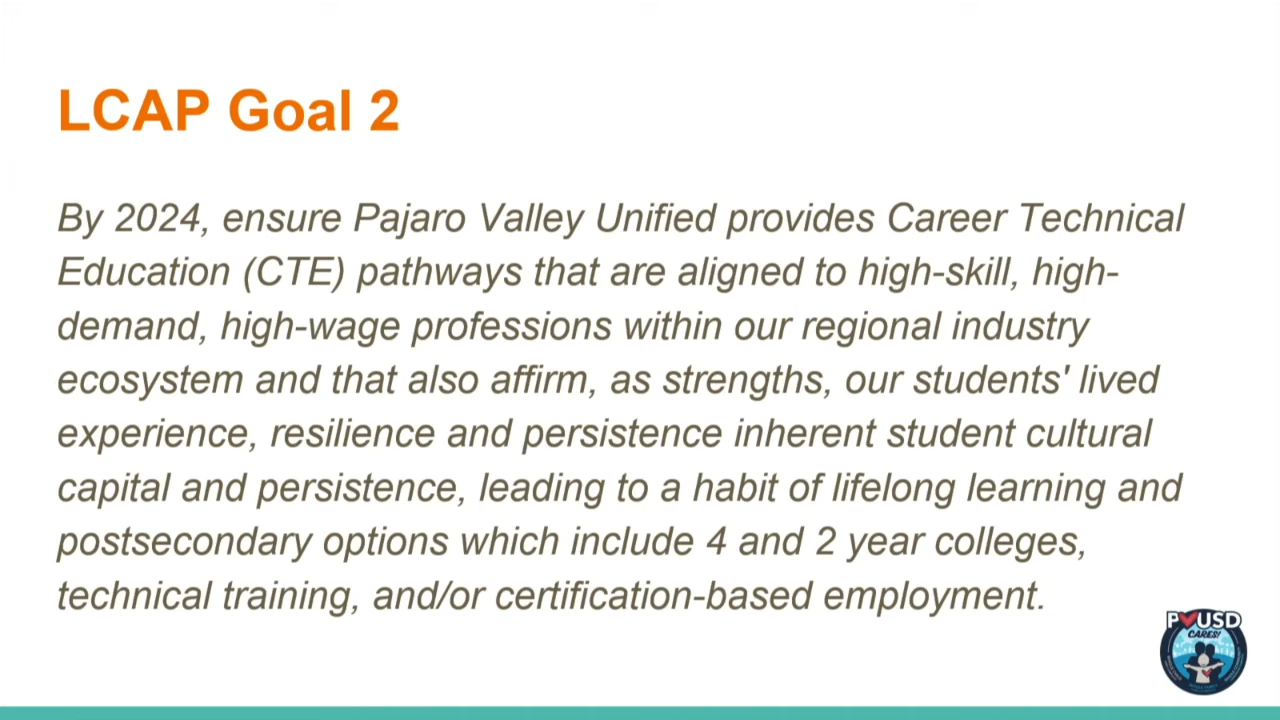 LCAP Goal 2
By 2024, ensure Pajaro Valley Unified provides Career Technical
Education (CTE) pathways that are aligned to high-skill, high-
demand, high-wage professions within our regional industry
ecosystem and that also affirm, as strengths, our students' lived
experience, resilience and persistence inherent student cultural
capital and persistence, leading to a habit of lifelong learning and
postsecondary options which include 4 and 2 year colleges,
technical training, and/or certification-based employment.
PVUSD
CARES!